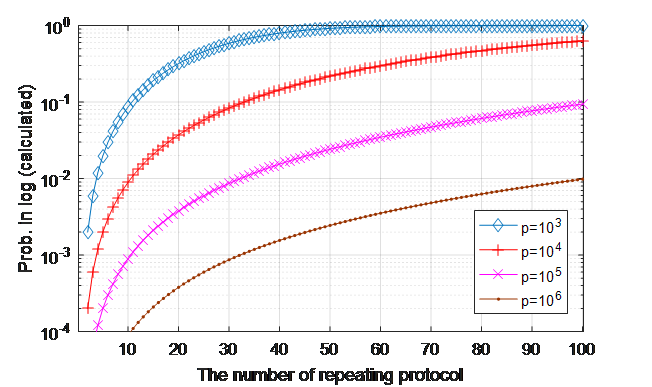 10^0
10^-1
10^-2
10^-3
10^-4
Prob. In log (calculated)
p=10^3
p=10^4
p=10^5
p=10^6
10 20 30 40 50 60 70 80 90 100
The number of repeating protocol